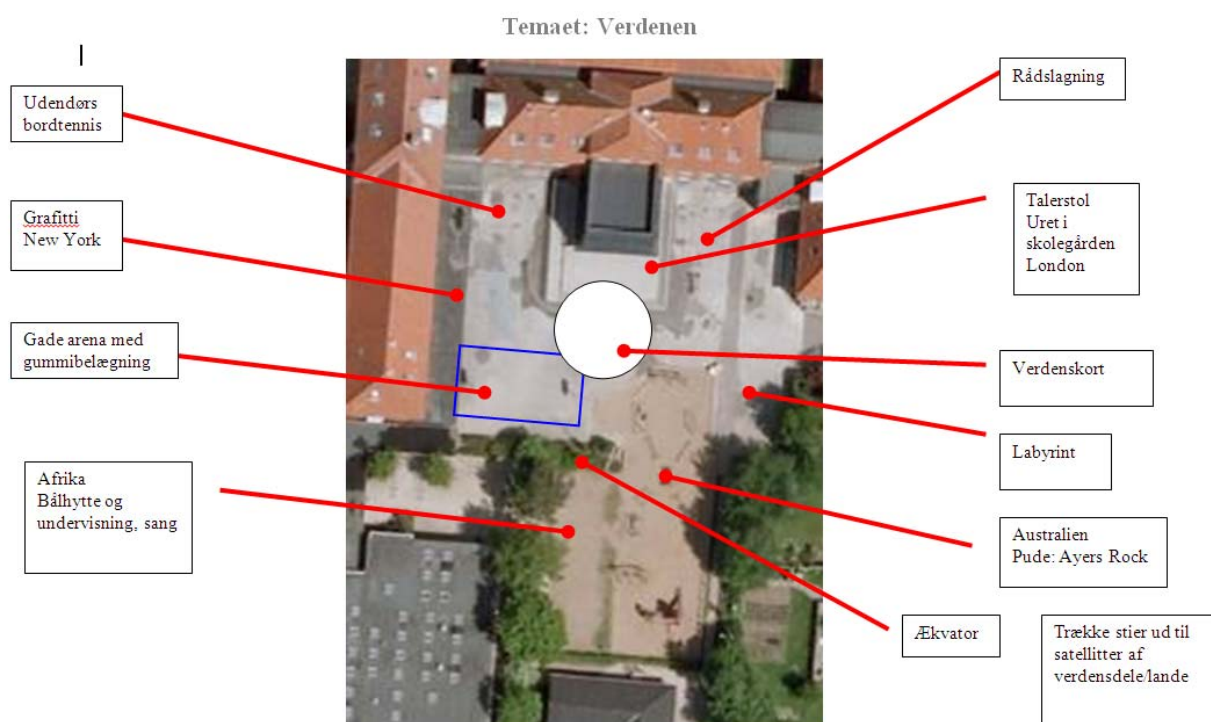 Temaet: Verdenen
Udendørs
bordtennis
Grafitti
New York
Gade arena med
gummibelægning
Afrika
Bålhytte og
undervisning, sang
Rådslagning
Talerstol
Uret i
skolegården
London
Verdenskort
Labyrint
Australien
Pude: Ayers Rock
Ækvator
Trække stier ud til
satellitter af
verdensdele/lande